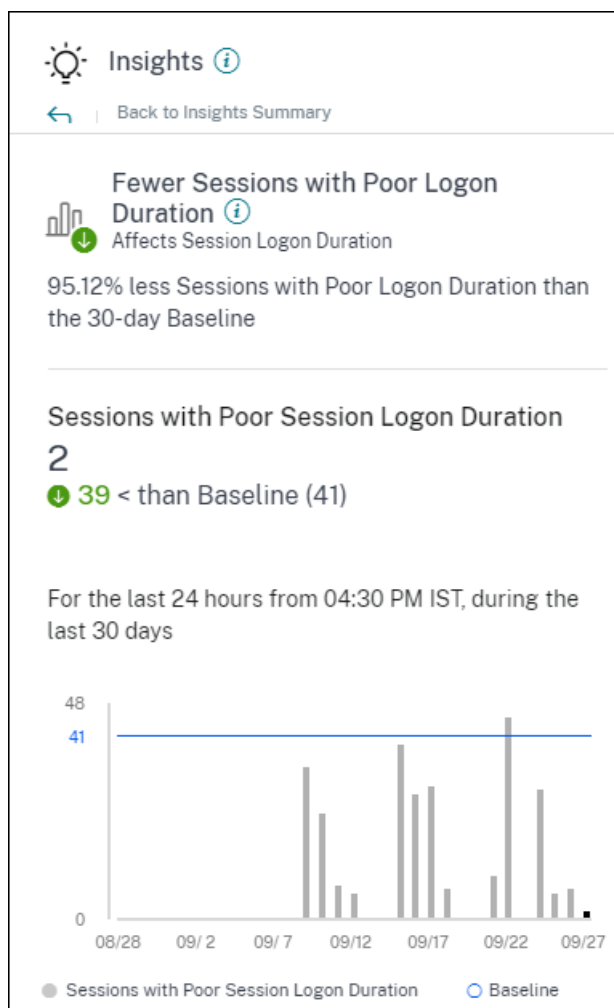 Insights
Back to Insights Summary
Fewer Sessions with Poor Logon
Duration
Affects Session Logon Duration
95.12% less Sessions with Poor Logon Duration than
the 30-day Baseline
Sessions with Poor Session Logon Duration
2
39 < than Baseline (41)
For the last 24 hours from 04:30 PM IST, during the
last 30 days
48
41
0
08/28 09/ 2 09/ 7 09/12 09/17 09/22 09/27
Sessions with Poor Session Logon Duration Baseline